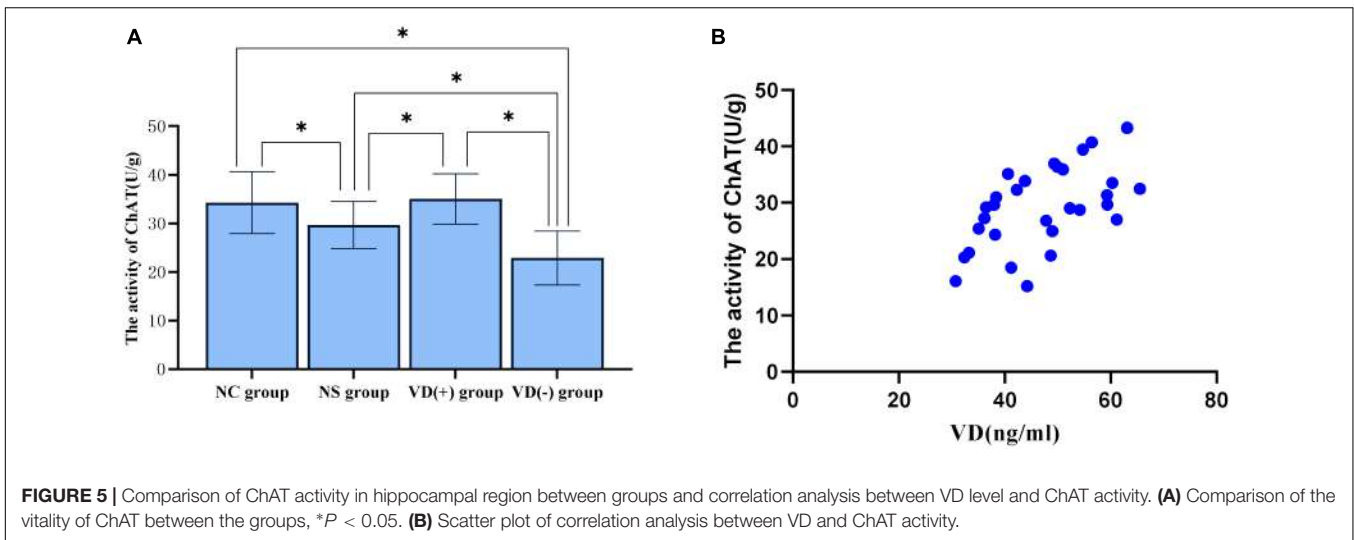 A
*
*
*
*
*
The activity of ChAT(U/g)
50
40
30
20
10
0
NC group NS group VD(+) group VD(-) group
B
The activity of ChAT(U/g)
50
40
30
20
10
0
0 20 40 60 80
VD(ng/ml)
FIGURE 5 | Comparison of ChAT activity in hippocampal region between groups and correlation analysis between VD level and ChAT activity. (A) Comparison of the
vitality of ChAT between the groups, *P < 0.05. (B) Scatter plot of correlation analysis between VD and ChAT activity.